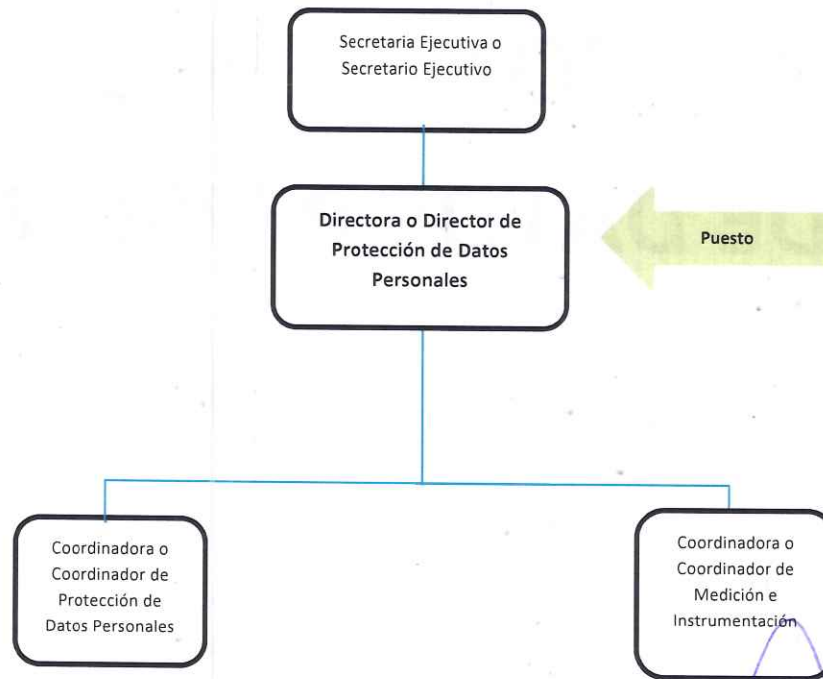 Secretaria Ejecutiva o
Secretario Ejecutivo
Directora o Director de
Protección de Datos
Personales
Puesto
Coordinadora o
Coordinador de
Protección de
Datos Personales
Coordinadora o
Coordinador de
Medición e
Instrumentación